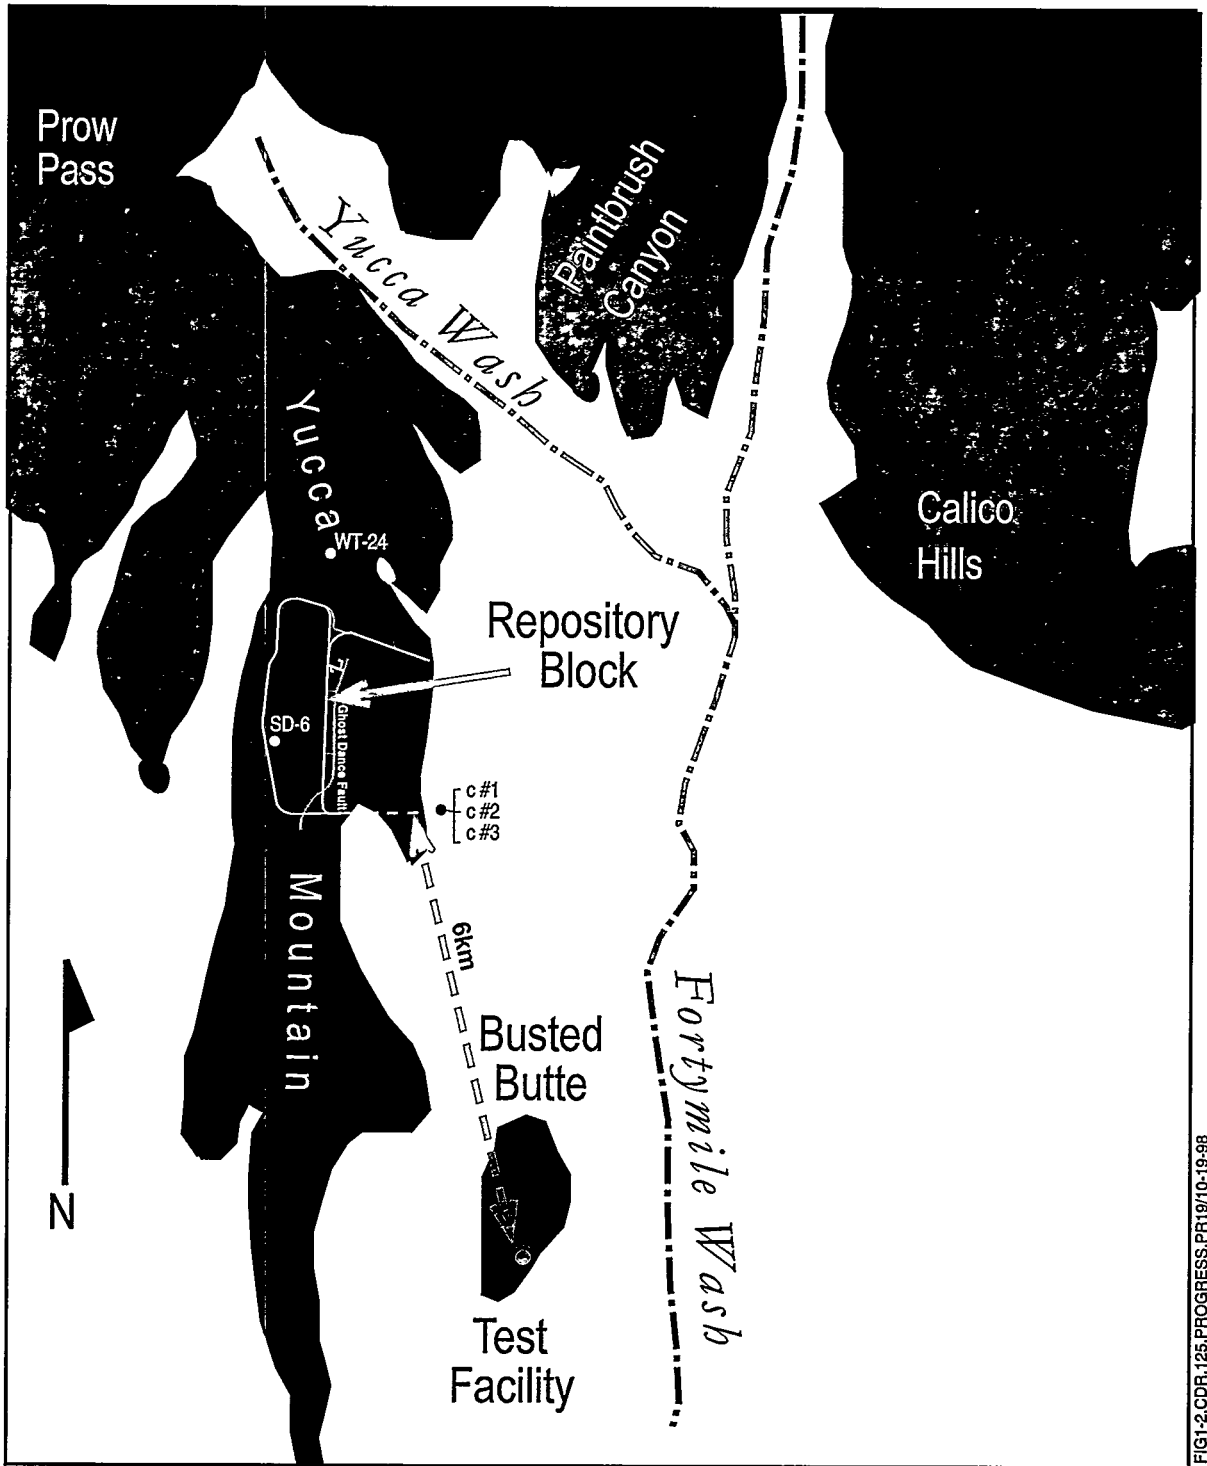 Prow
Pass
Paintbrush
Canyon
Yucca Wash
Yucca
WT-24
Calico
Hills
Repository
Block
SD-6
Ghost Dance Fault
c #1
c #2
c #3
Mountain
6km
Busted
Butte
Fortymile Wash
N
Test
Facility
FIG1-2.CDR.125.PROGRESS.PR19/10-19-98